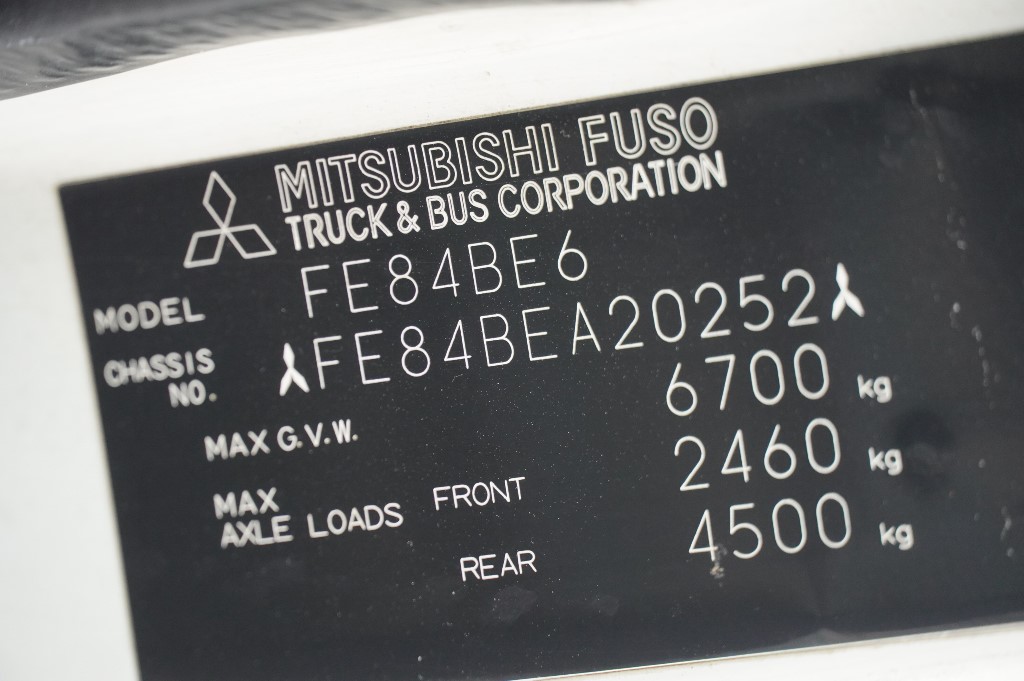 MITSUBISHI FUSO
TRUCK & BUS CORPORATION
MODEL FE84BE6
CHASSIS NO. FE84BEA20252
MAX G.V.W. 6700 kg
MAX AXLE LOADS FRONT 2460 kg
REAR 4500 kg